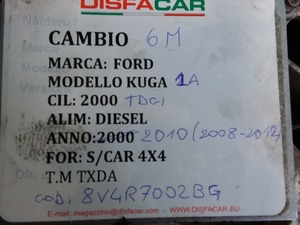 DISFACAR
CAMBIO 6M
MARCA: FORD
MODELLO KUGA 1A
CIL: 2000 TDCI
ALIM: DIESEL
ANNO:2000 2010 (2008-2012)
FOR: S/CAR 4X4
T.M TXDA
COD: 8V4R7002BG
E-mail: magazzino@disfacar.com www.DISFACAR.EU